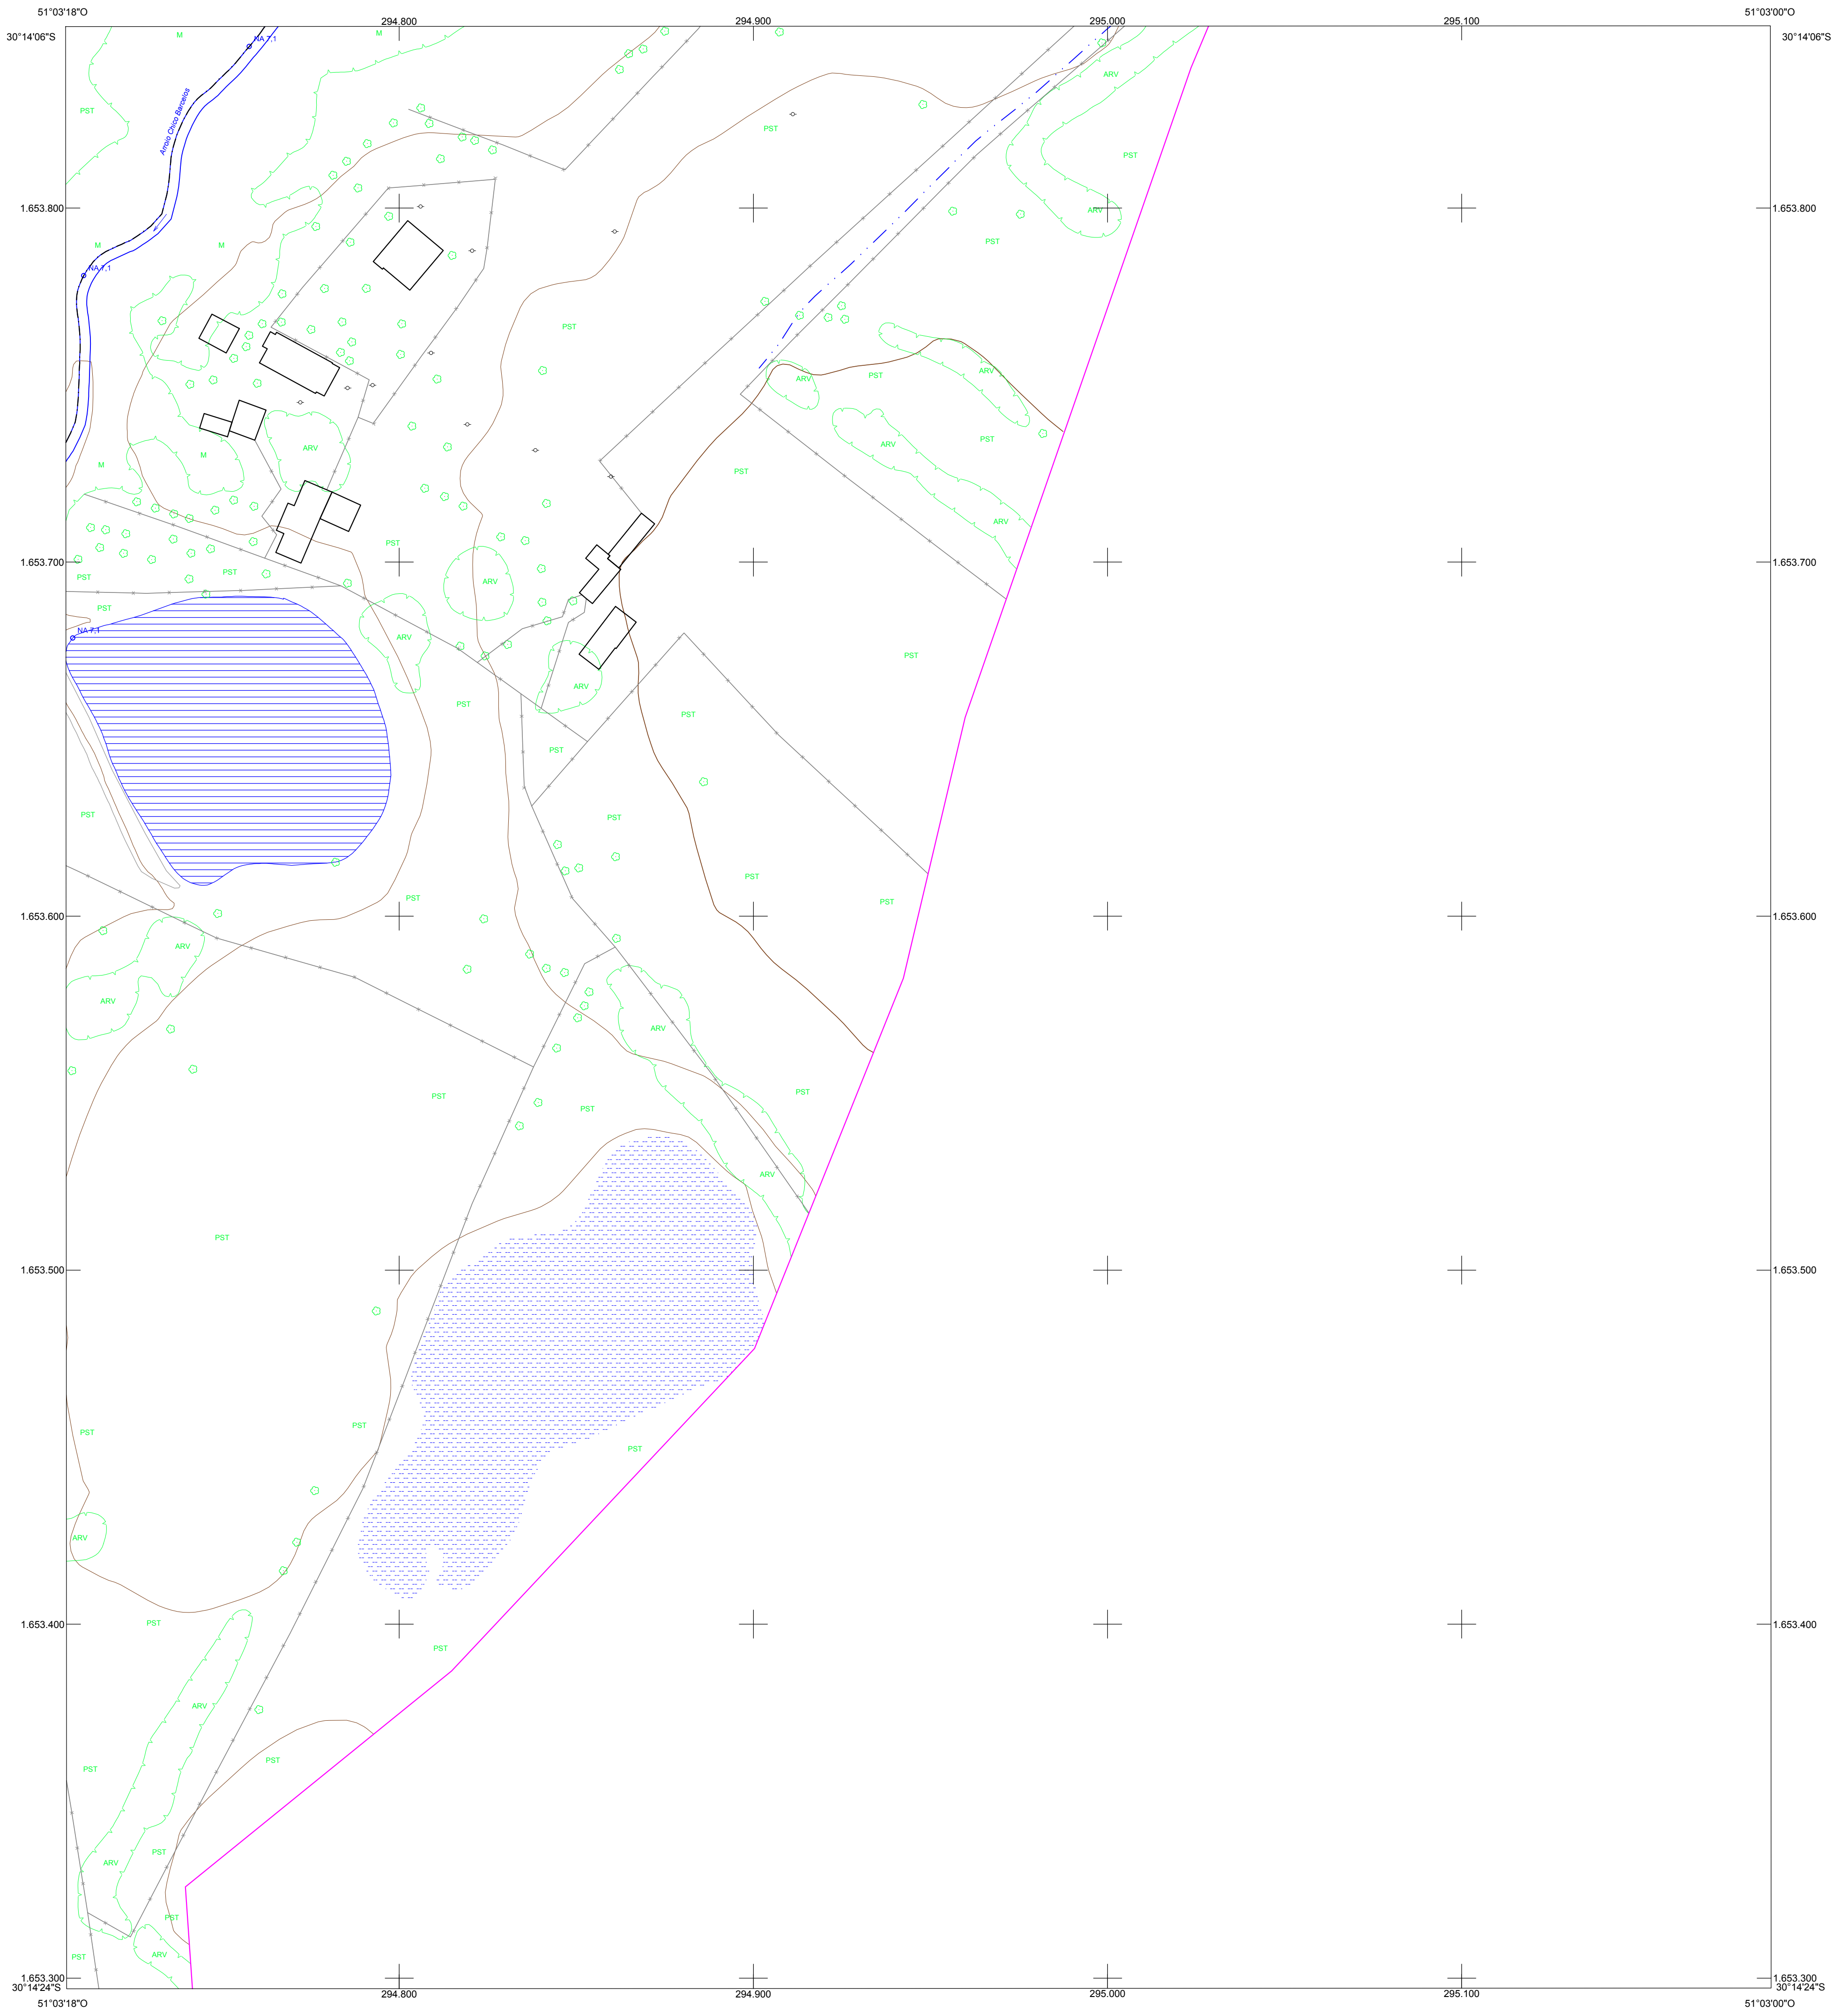 51°03'18"O
51°03'00"O
294.800
294.900
295.000
295.100
30°14'06"S
30°14'06"S
M
M
NA 7,1
ARV
PST
Arroio Chico Barcelos
PST
PST
1.653.800
1.653.800
ARV
M
M
PST
NA 7,1
PST
ARV
PST
ARV
ARV
PST
ARV
M
M
PST
ARV
PST
1.653.700
1.653.700
PST
PST
ARV
PST
NA 7,1
ARV
PST
ARV
PST
PST
PST
PST
PST
PST
PST
PST
1.653.600
1.653.600
ARV
ARV
ARV
PST
PST
PST
ARV
PST
1.653.500
1.653.500
PST
PST
PST
ARV
1.653.400
PST
1.653.400
PST
ARV
PST
PST
PST
ARV
PST
ARV
PST
1.653.300
1.653.300
30°14'24"S
30°14'24"S
294.800
294.900
295.000
295.100
51°03'18"O
51°03'00"O